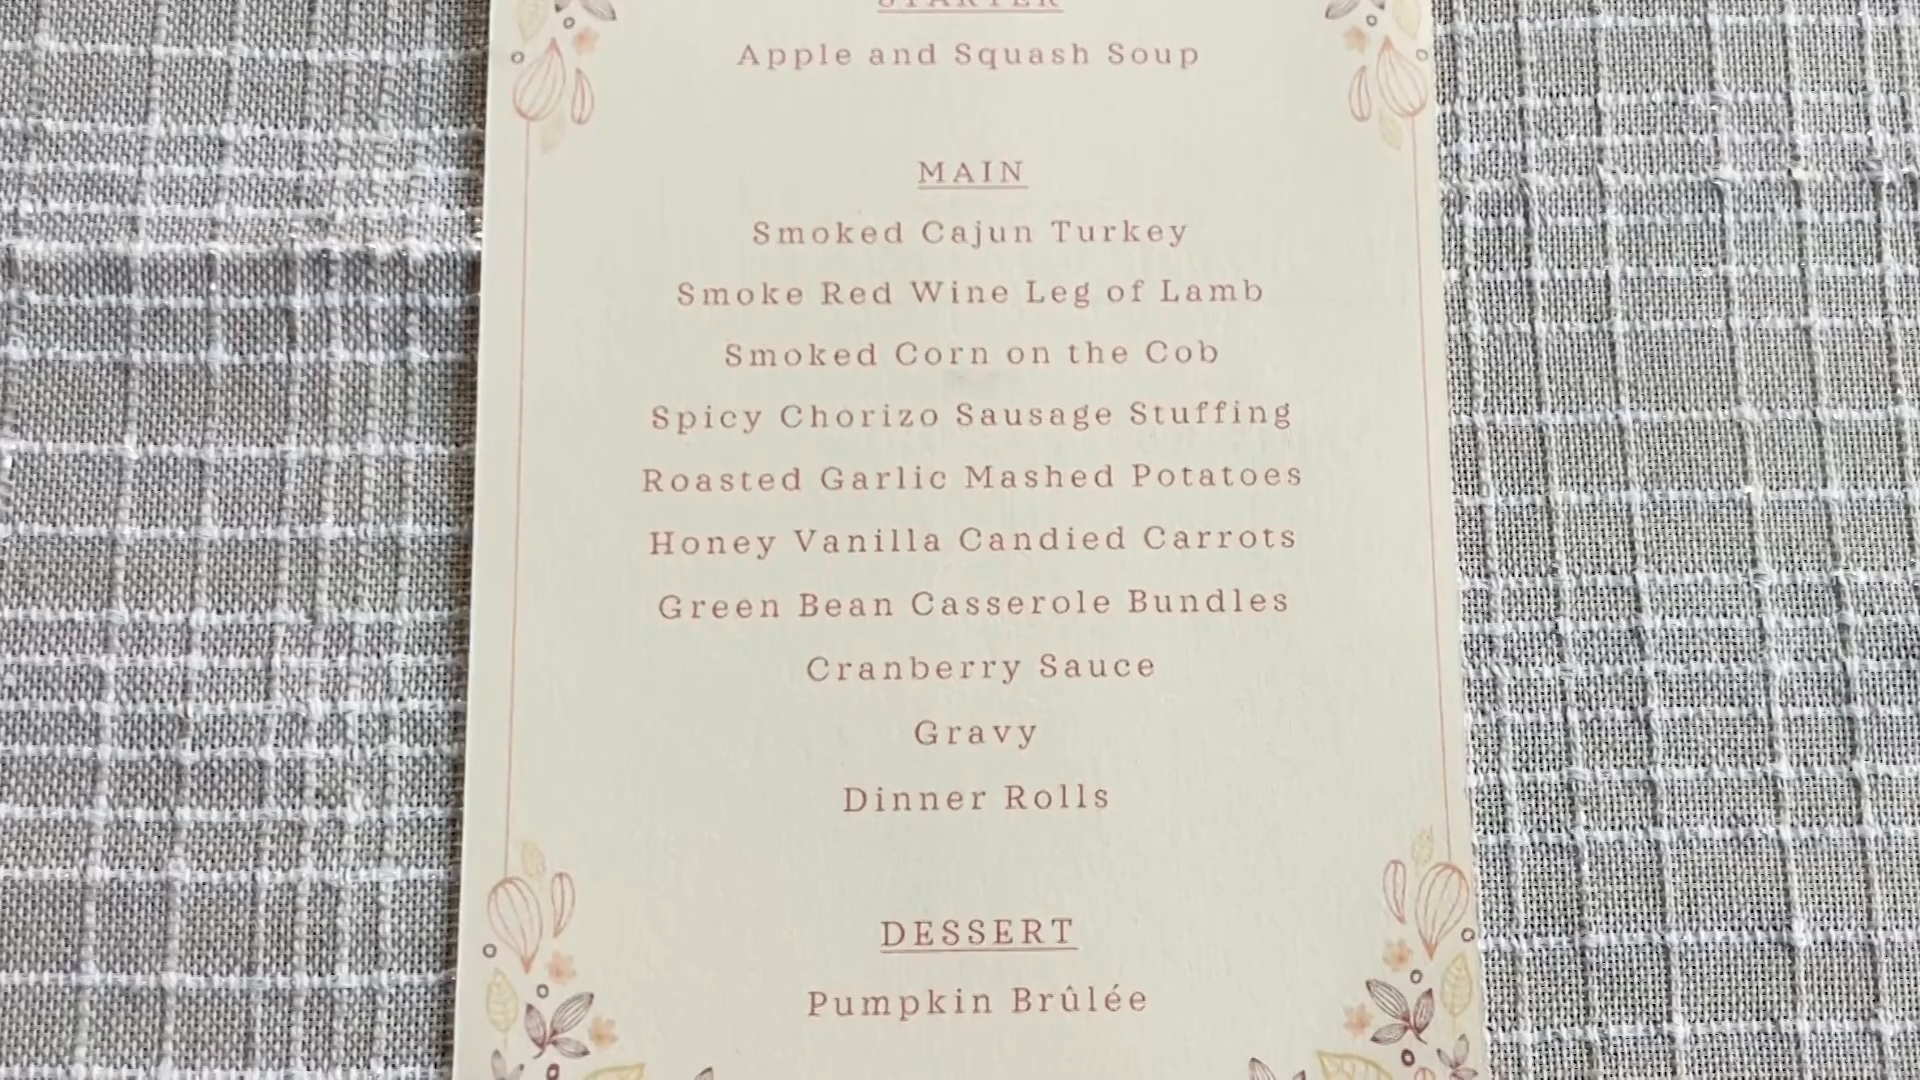 STARTER
Apple and Squash Soup
MAIN
Smoked Cajun Turkey
Smoke Red Wine Leg of Lamb
Smoked Corn on the Cob
Spicy Chorizo Sausage Stuffing
Roasted Garlic Mashed Potatoes
Honey Vanilla Candied Carrots
Green Bean Casserole Bundles
Cranberry Sauce
Gravy
Dinner Rolls
DESSERT
Pumpkin Brûlée